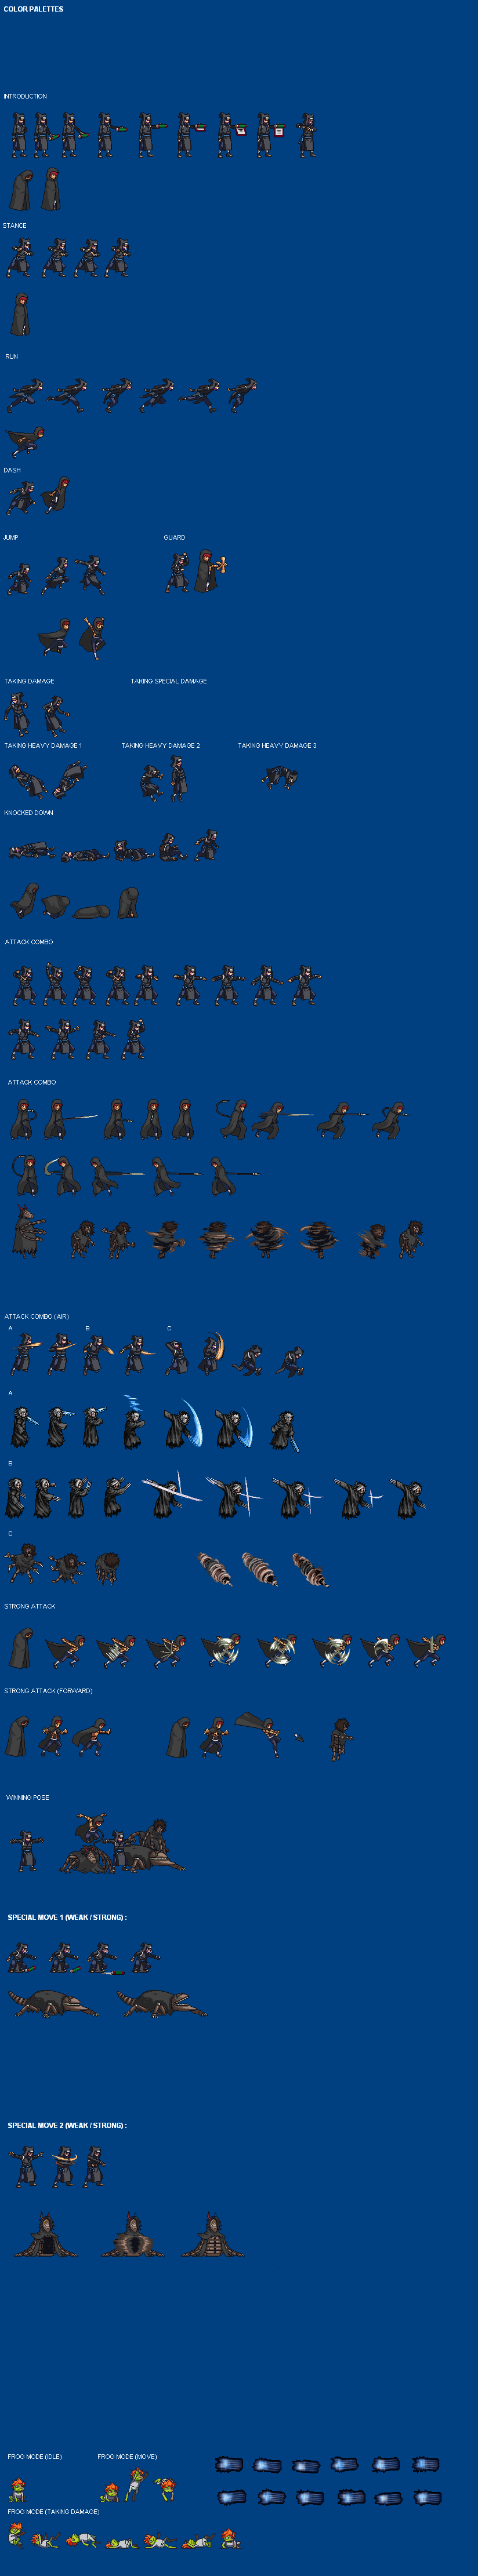 COLOR PALETTES
INTRODUCTION
STANCE
RUN
DASH
JUMP
GUARD
TAKING DAMAGE
TAKING SPECIAL DAMAGE
TAKING HEAVY DAMAGE 1
TAKING HEAVY DAMAGE 2
TAKING HEAVY DAMAGE 3
KNOCKED DOWN
ATTACK COMBO
ATTACK COMBO
ATTACK COMBO (AIR)
A
B
C
A
B
C
STRONG ATTACK
STRONG ATTACK (FORWARD)
WINNING POSE
SPECIAL MOVE 1 (WEAK / STRONG) :
SPECIAL MOVE 2 (WEAK / STRONG) :
FROG MODE (IDLE)
FROG MODE (MOVE)
FROG MODE (TAKING DAMAGE)